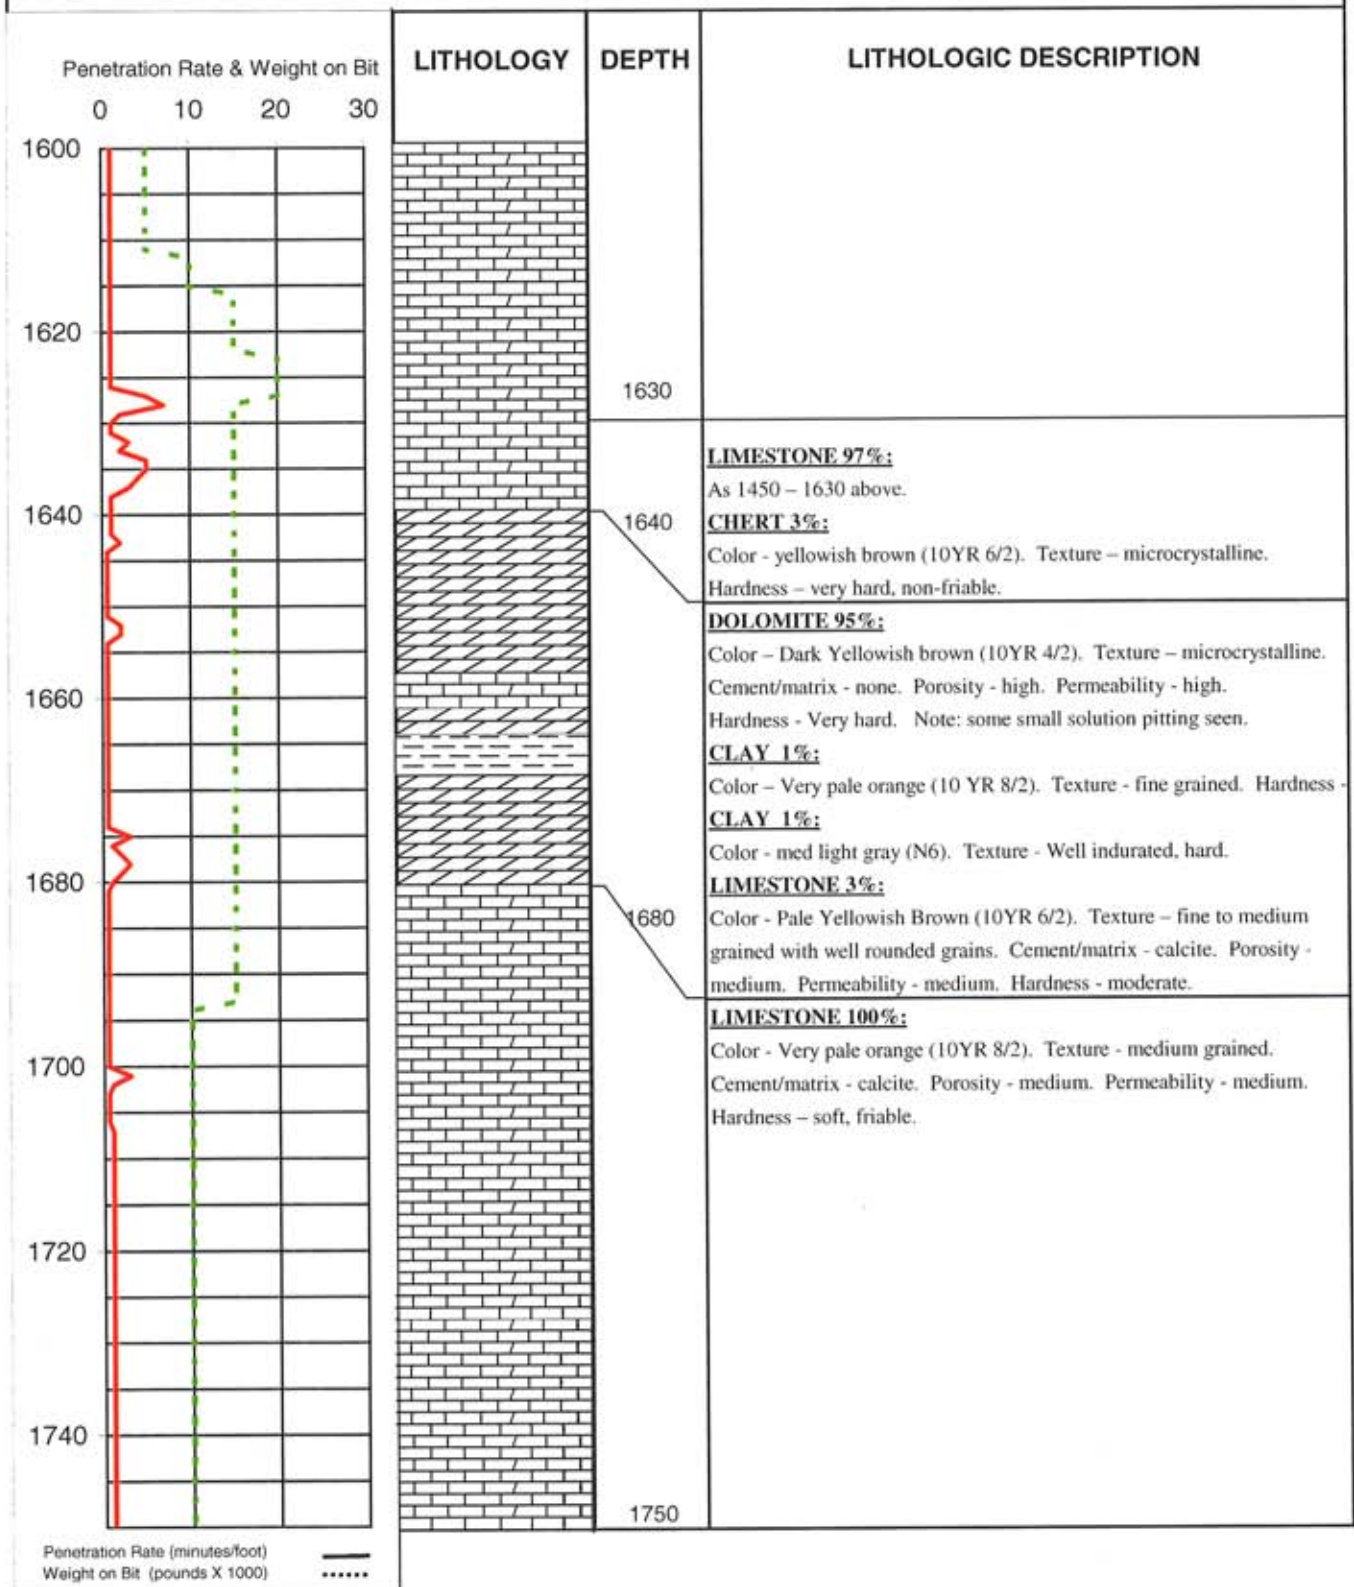 Penetration Rate & Weight on Bit
0 10 20 30
LITHOLOGY
DEPTH
LITHOLOGIC DESCRIPTION
1600
1620
1640
1660
1680
1700
1720
1740
1630
1640
1680
1750
LIMESTONE 97%:
As 1450 – 1630 above.
CHERT 3%:
Color - yellowish brown (10YR 6/2). Texture – microcrystalline.
Hardness – very hard, non-friable.
DOLOMITE 95%:
Color – Dark Yellowish brown (10YR 4/2). Texture – microcrystalline.
Cement/matrix - none. Porosity - high. Permeability - high.
Hardness - Very hard. Note: some small solution pitting seen.
CLAY 1%:
Color – Very pale orange (10 YR 8/2). Texture - fine grained. Hardness -
CLAY 1%:
Color - med light gray (N6). Texture - Well indurated, hard.
LIMESTONE 3%:
Color - Pale Yellowish Brown (10YR 6/2). Texture – fine to medium
grained with well rounded grains. Cement/matrix - calcite. Porosity -
medium. Permeability - medium. Hardness - moderate.
LIMESTONE 100%:
Color - Very pale orange (10YR 8/2). Texture - medium grained.
Cement/matrix - calcite. Porosity - medium. Permeability - medium.
Hardness – soft, friable.
Penetration Rate (minutes/foot)
Weight on Bit (pounds X 1000)